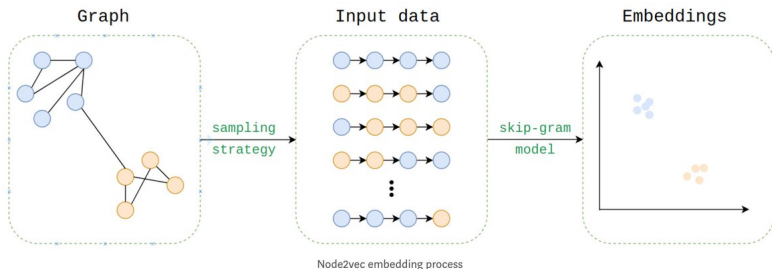 Graph
Input data
Embeddings
sampling
strategy
skip-gram
model
Node2vec embedding process